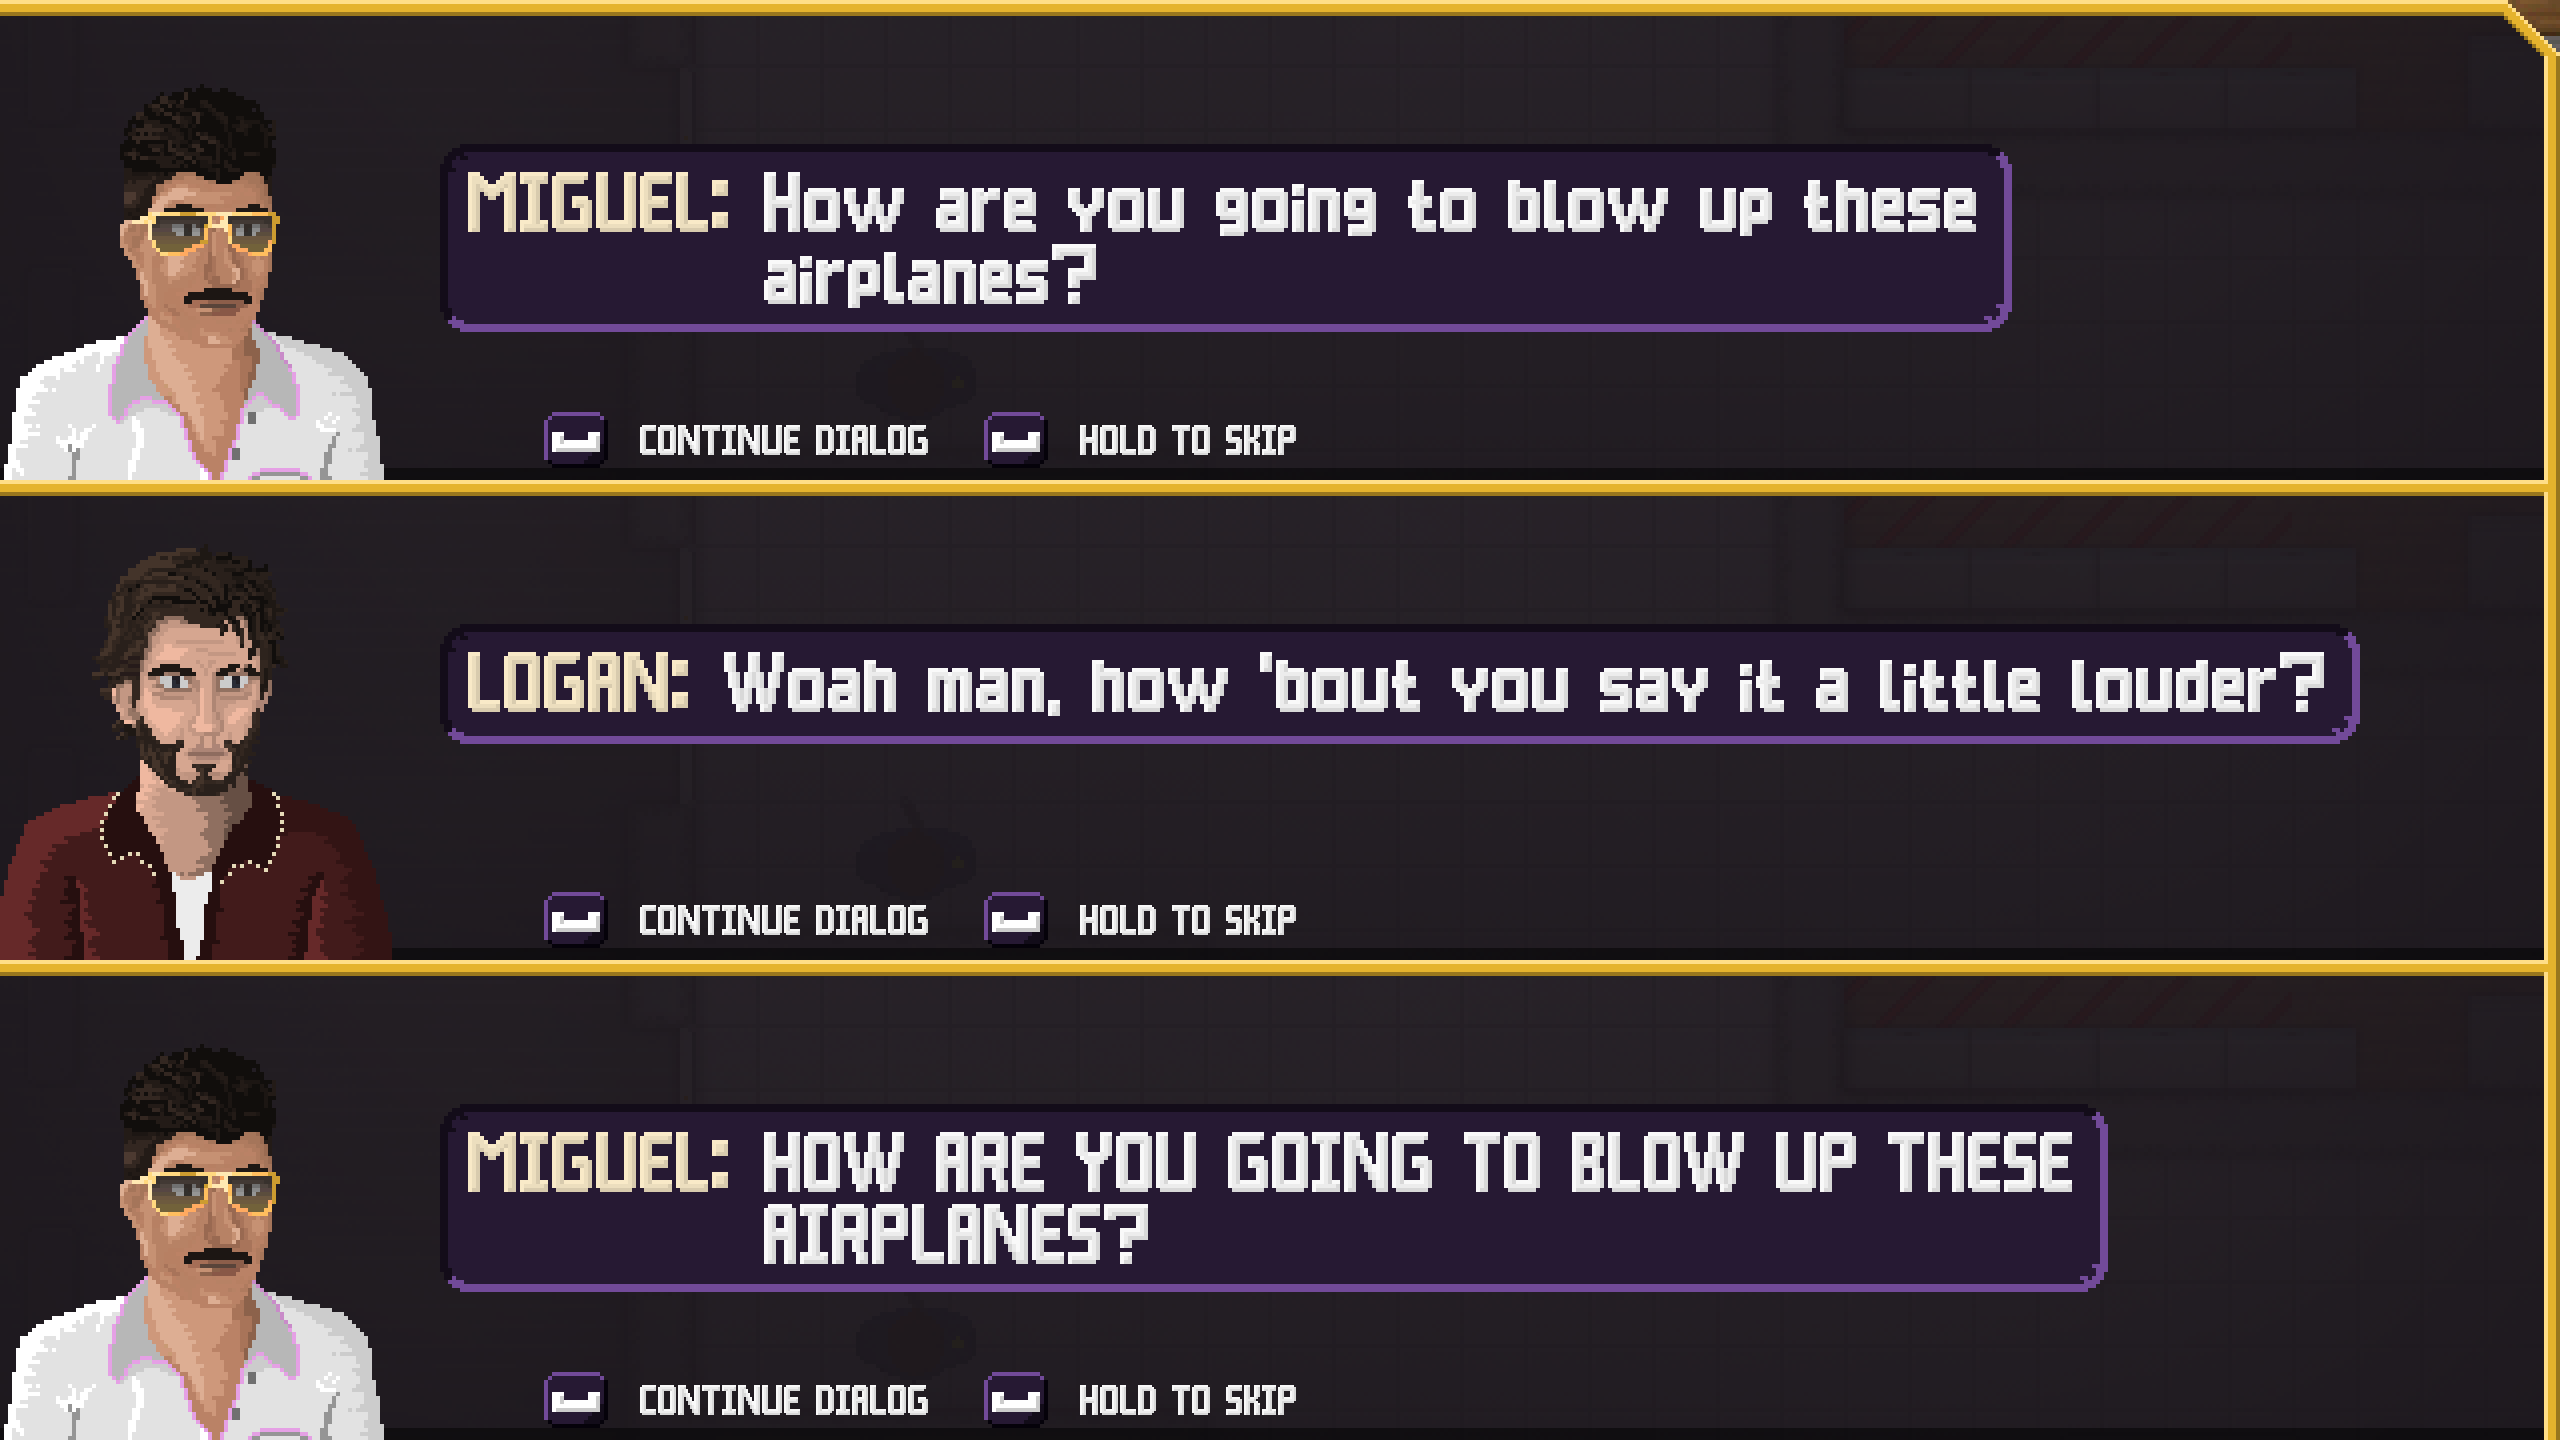 MIGUEL: How are you going to blow up these
airplanes?
CONTINUE DIALOG HOLD TO SKIP
LOGAN: Woah man, how 'bout you say it a little louder?
CONTINUE DIALOG HOLD TO SKIP
MIGUEL: HOW ARE YOU GOING TO BLOW UP THESE
AIRPLANES?
CONTINUE DIALOG HOLD TO SKIP